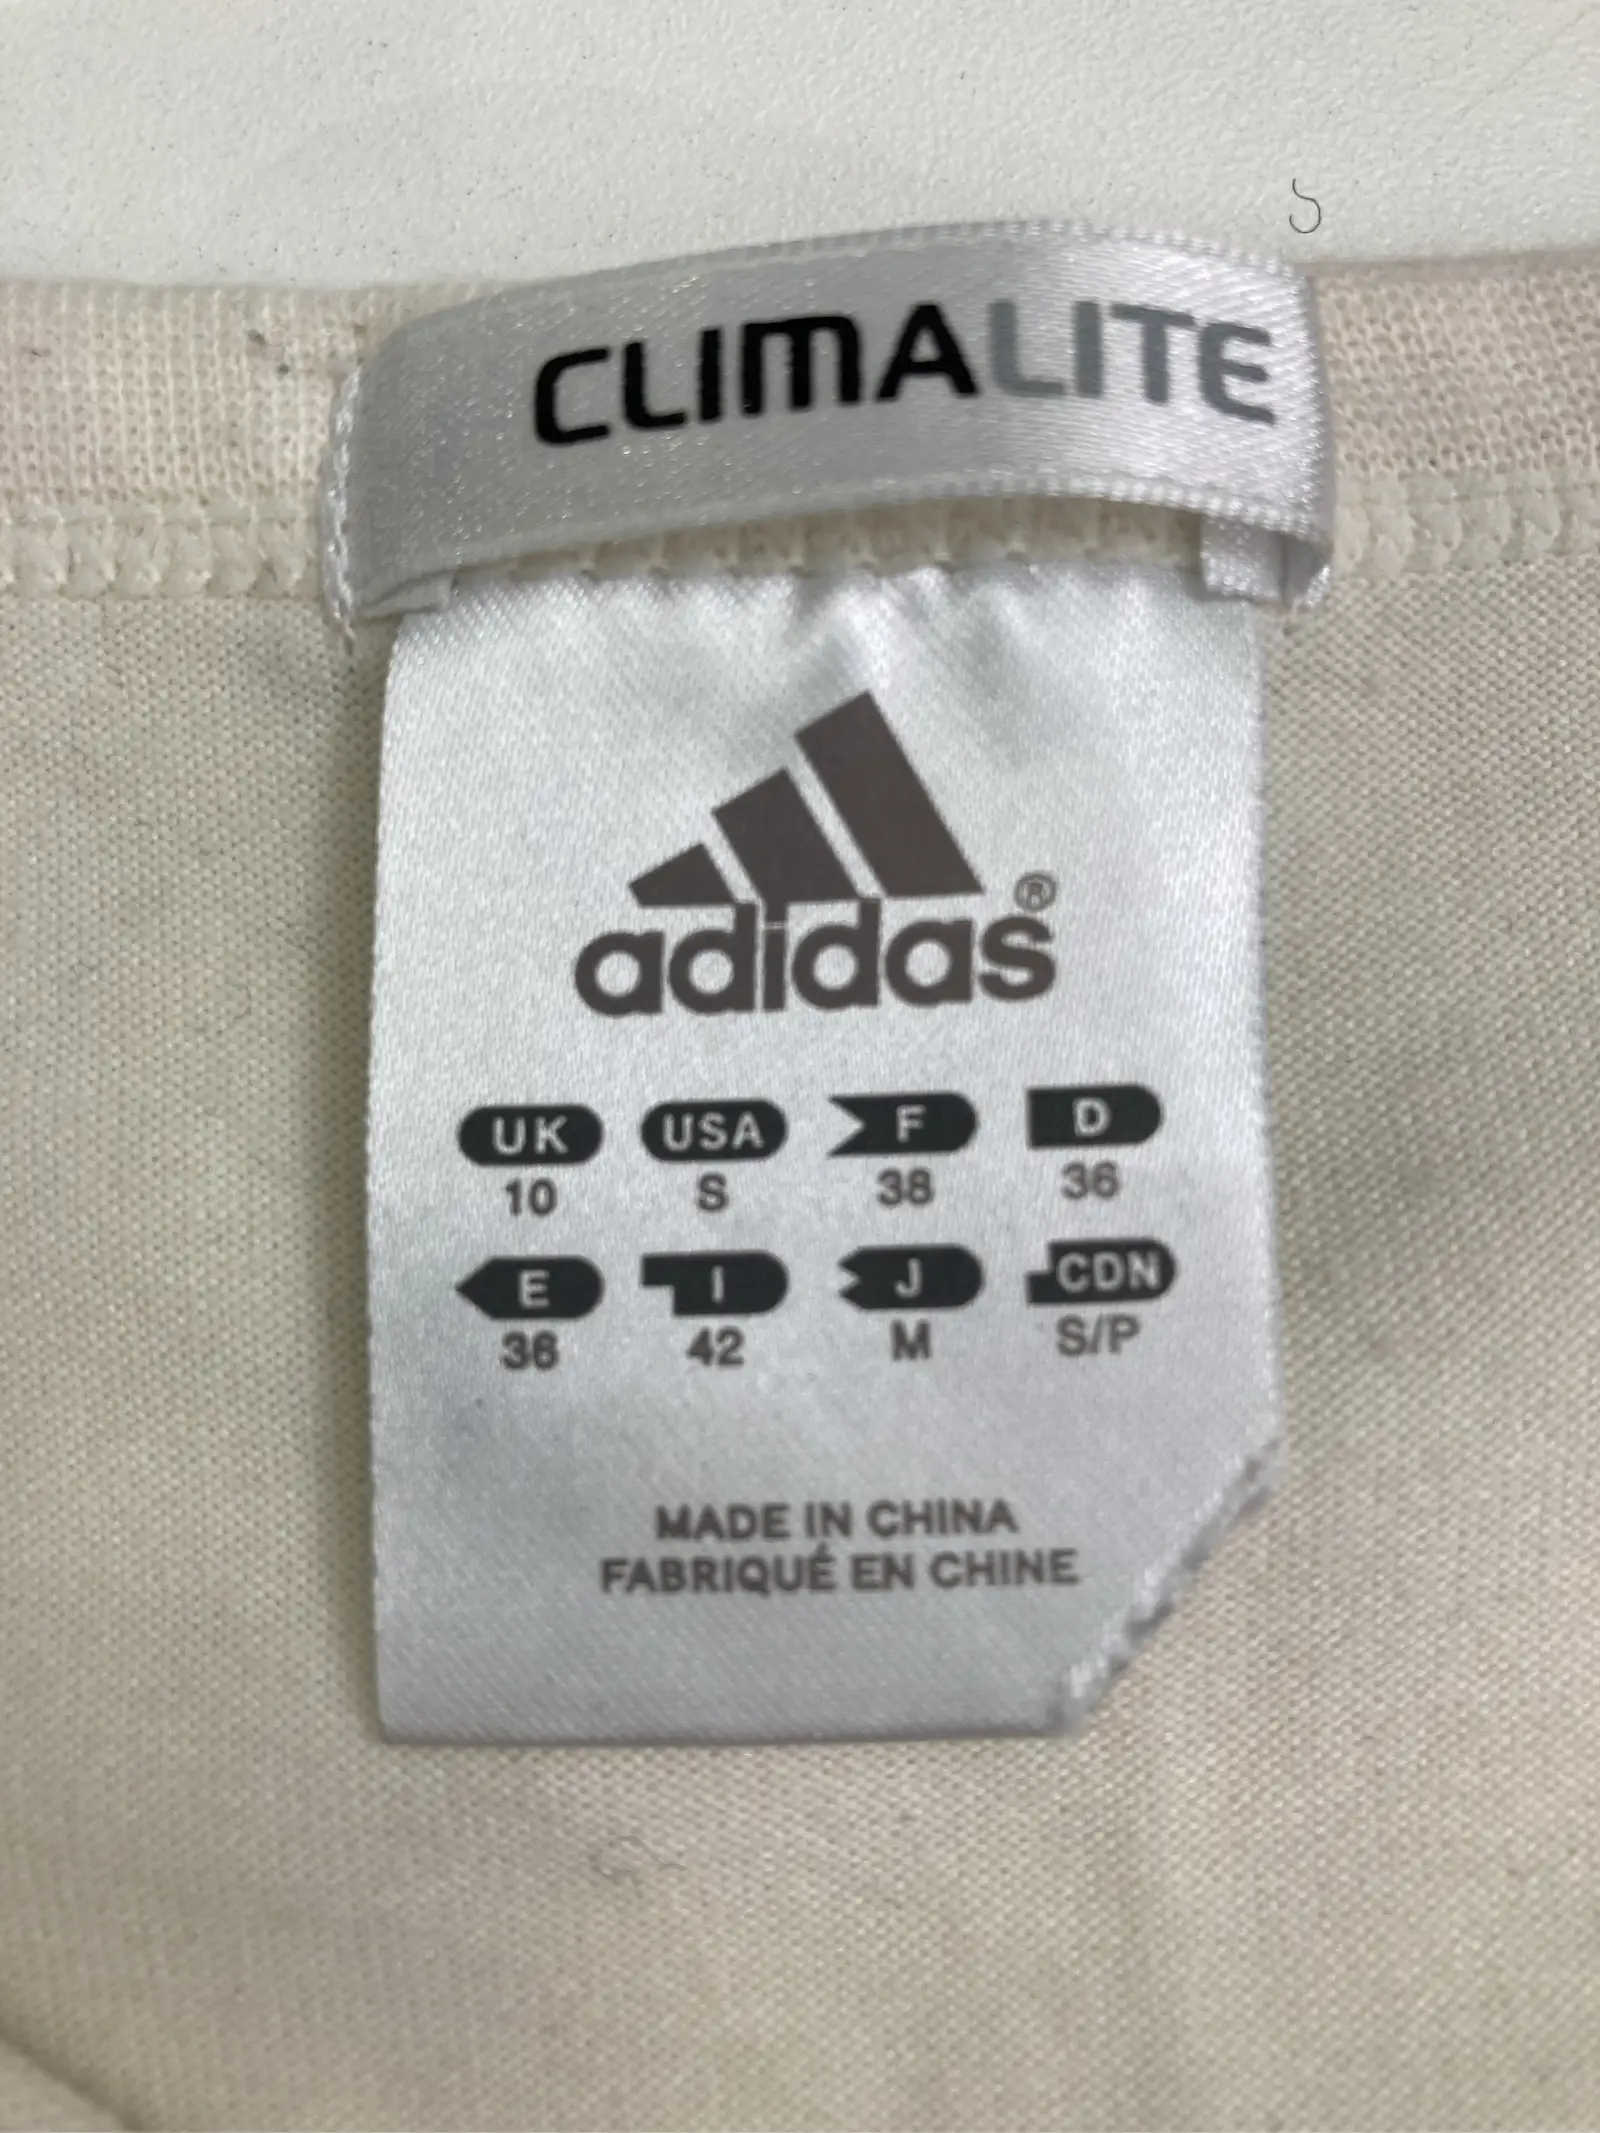 CLIMALITE
adidas®
UK USA F D
10 S 38 36
E I J CDN
36 42 M S/P
MADE IN CHINA
FABRIQUÉ EN CHINE